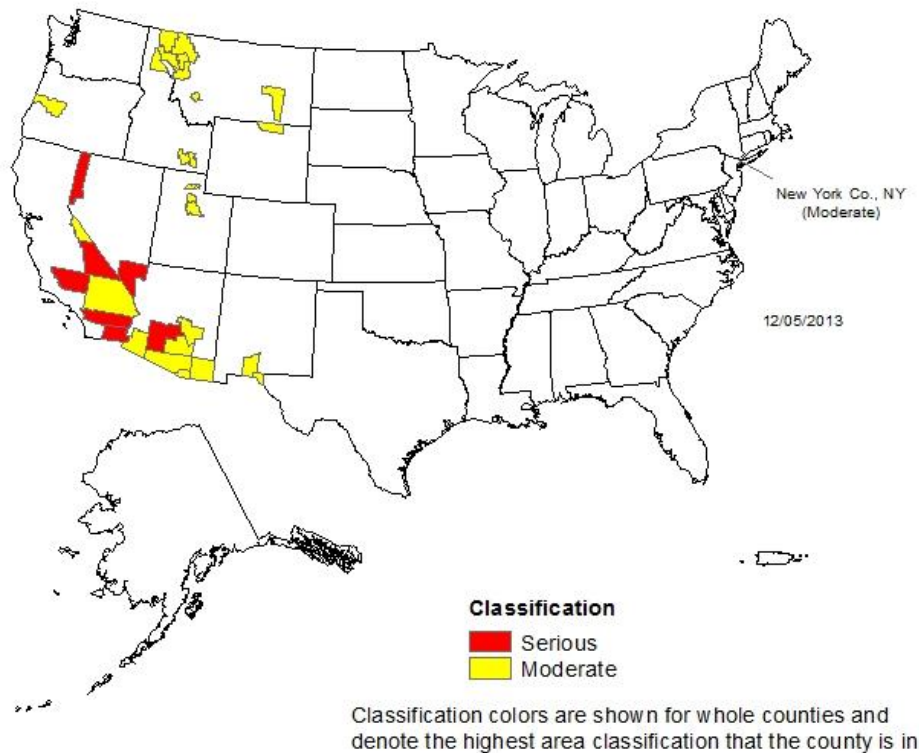 New York Co., NY
(Moderate)
12/05/2013
Classification
Serious
Moderate
Classification colors are shown for whole counties and
denote the highest area classification that the county is in